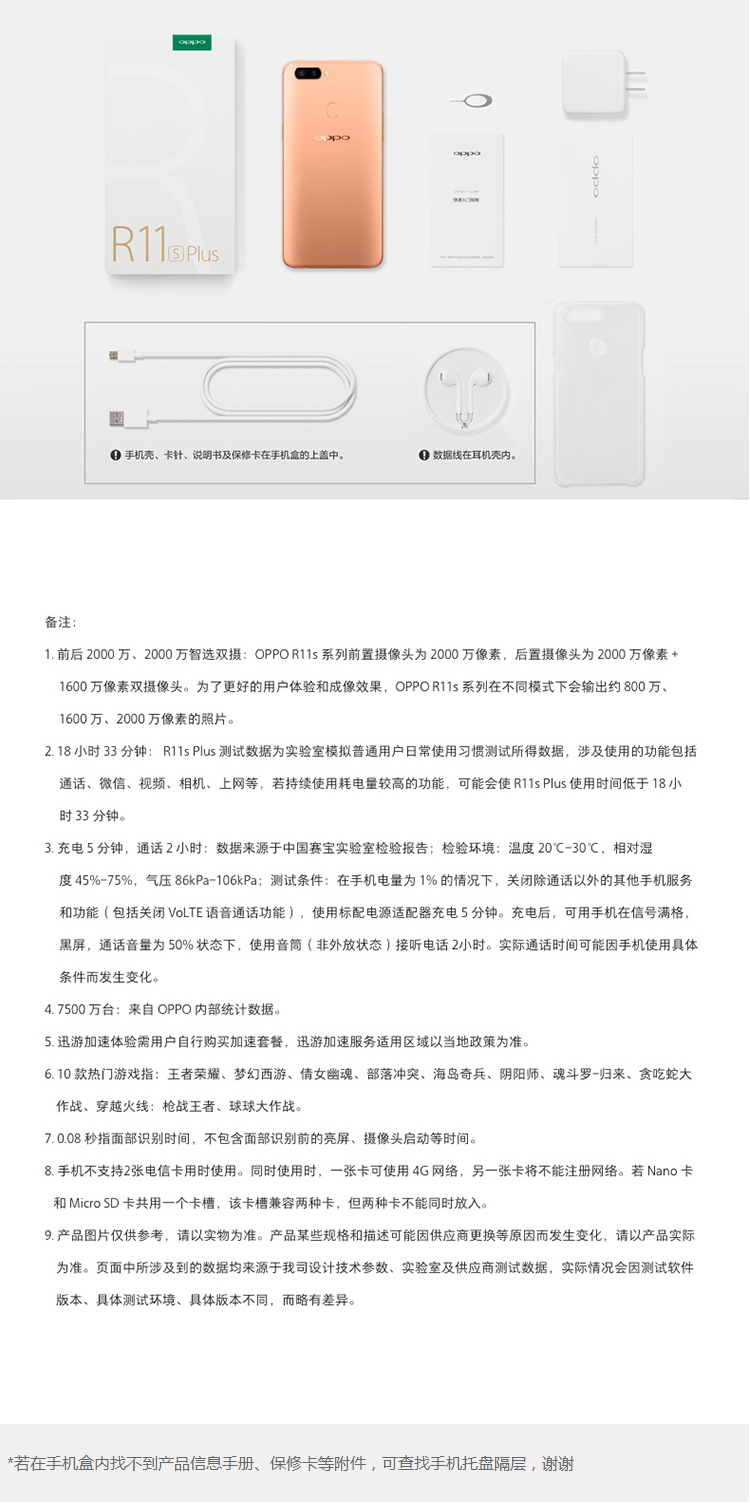 oppo
oppo
oppo
快速入门指南
oppo
R11 S Plus
手机壳、卡针、说明书及保修卡在手机盒的上盖中。
数据线在耳机壳内。
备注：
1. 前后 2000 万、2000 万智选双摄：OPPO R11s 系列前置摄像头为 2000 万像素，后置摄像头为 2000 万像素 +
1600 万像素双摄像头。为了更好的用户体验和成像效果，OPPO R11s 系列在不同模式下会输出约 800 万、
1600 万、2000 万像素的照片。
2. 18 小时 33 分钟： R11s Plus 测试数据为实验室模拟普通用户日常使用习惯测试所得数据，涉及使用的功能包括
通话、微信、视频、相机、上网等，若持续使用耗电量较高的功能，可能会使 R11s Plus 使用时间低于 18 小
时 33 分钟。
3. 充电 5 分钟，通话 2 小时：数据来源于中国赛宝实验室检验报告；检验环境：温度 20℃-30℃，相对湿
度 45%-75%，气压 86kPa-106kPa；测试条件：在手机电量为 1% 的情况下，关闭除通话以外的其他手机服务
和功能（包括关闭 VoLTE 语音通话功能），使用标配电源适配器充电 5 分钟。充电后，可用手机在信号满格，
黑屏，通话音量为 50% 状态下，使用音筒（非外放状态）接听电话 2小时。实际通话时间可能因手机使用具体
条件而发生变化。
4. 7500 万台：来自 OPPO 内部统计数据。
5. 迅游加速体验需用户自行购买加速套餐，迅游加速服务适用区域以当地政策为准。
6. 10 款热门游戏指：王者荣耀、梦幻西游、倩女幽魂、部落冲突、海岛奇兵、阴阳师、魂斗罗-归来、贪吃蛇大
作战、穿越火线：枪战王者、球球大作战。
7. 0.08 秒指面部识别时间，不包含面部识别前的亮屏、摄像头启动等时间。
8. 手机不支持2张电信卡用时使用。同时使用时，一张卡可使用 4G 网络，另一张卡将不能注册网络。若 Nano 卡
和 Micro SD 卡共用一个卡槽，该卡槽兼容两种卡，但两种卡不能同时放入。
9. 产品图片仅供参考，请以实物为准。产品某些规格和描述可能因供应商更换等原因而发生变化，请以产品实际
为准。页面中所涉及到的数据均来源于我司设计技术参数、实验室及供应商测试数据，实际情况会因测试软件
版本、具体测试环境、具体版本不同，而略有差异。
*若在手机盒内找不到产品信息手册、保修卡等附件，可查找手机托盘隔层，谢谢